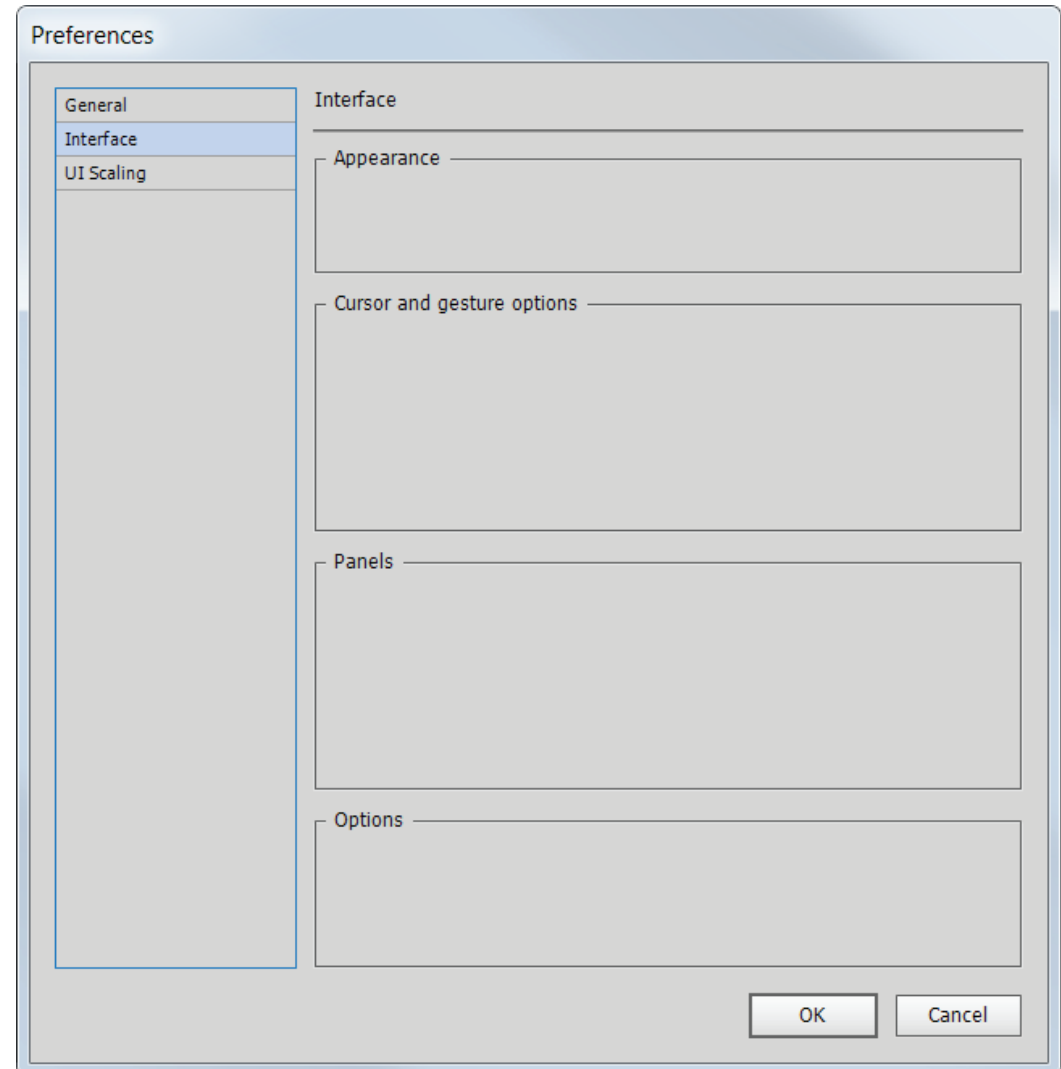 Preferences
General
Interface
UI Scaling
Interface
Appearance
Cursor and gesture options
Panels
Options
OK
Cancel